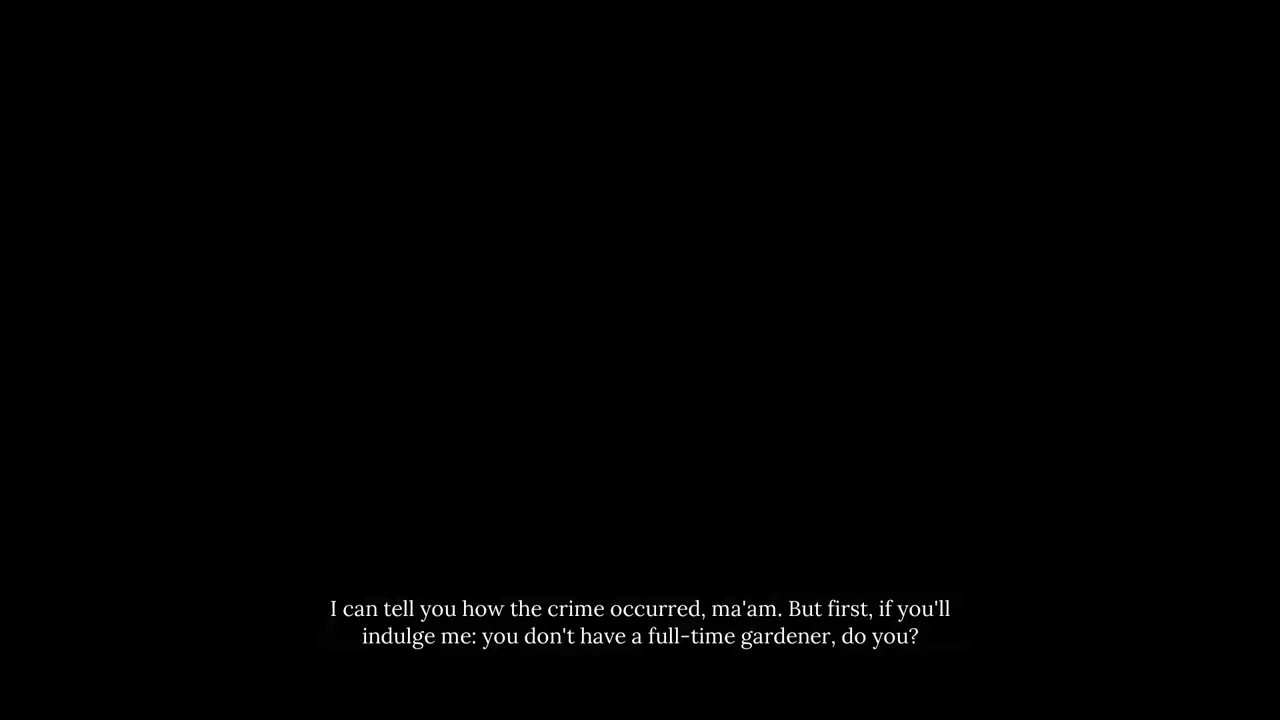 I can tell you how the crime occurred, ma'am. But first, if you'll
indulge me: you don't have a full-time gardener, do you?